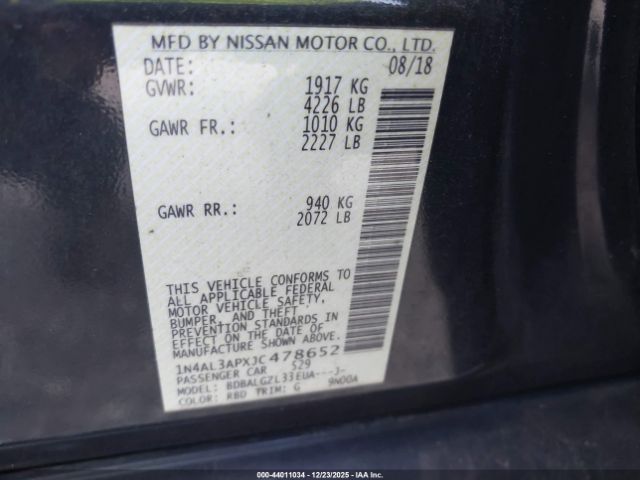 MFD BY NISSAN MOTOR CO., LTD.
DATE: 08/18
GVWR: 1917 KG
4226 LB
GAWR FR.: 1010 KG
2227 LB
GAWR RR.: 940 KG
2072 LB
THIS VEHICLE CONFORMS TO
ALL APPLICABLE FEDERAL
MOTOR VEHICLE SAFETY,
BUMPER, AND THEFT
PREVENTION STANDARDS IN
EFFECT ON THE DATE OF
MANUFACTURE SHOWN ABOVE.
1N4AL3APXJC478652
PASSENGER CAR S29
MODEL: BDBALGZL33EUA---J-
COLOR: RBD TRIM: G 9N00A
000-44011034 - 12/23/2025 - IAA Inc.